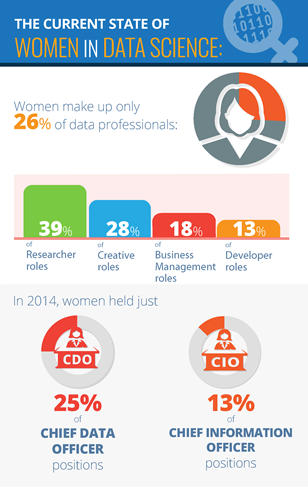 THE CURRENT STATE OF
WOMEN IN DATA SCIENCE:
Women make up only
26% of data professionals:
39% 28% 18% 13%
of of of of
Researcher Creative Business Developer
roles roles Management roles
roles
In 2014, women held just
CDO CIO
25% 13%
of of
CHIEF DATA CHIEF INFORMATION
OFFICER OFFICER
positions positions